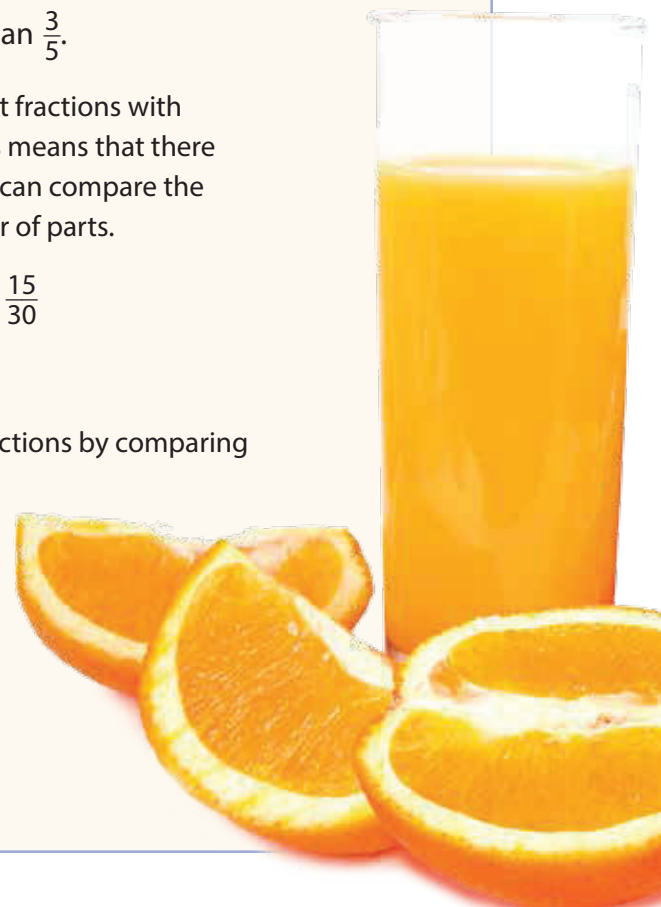 an 3/5.
t fractions with
means that there
can compare the
r of parts.
15/30
ctions by comparing